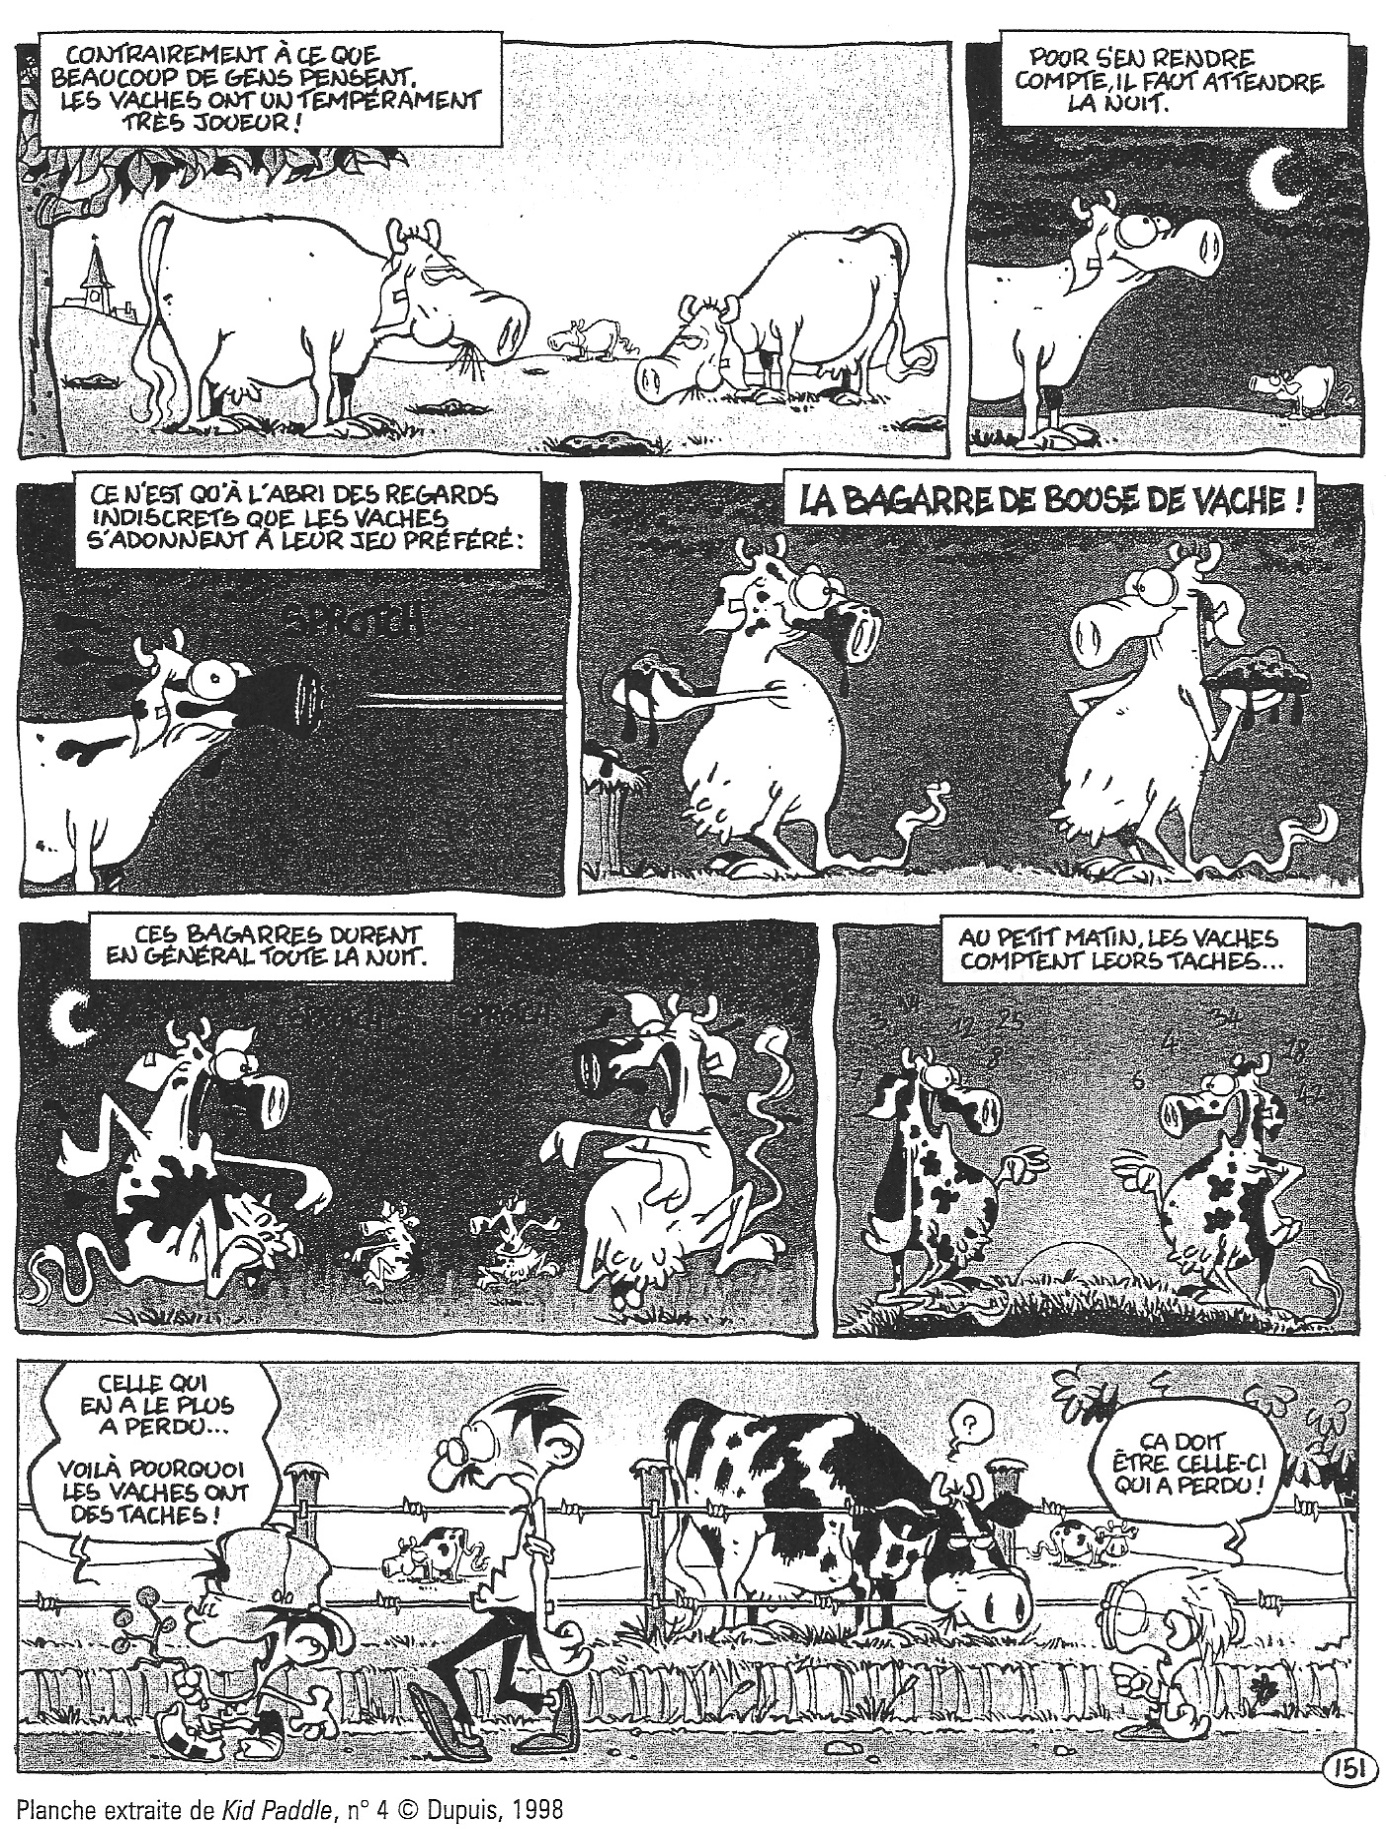 CONTRAIREMENT À CE QUE
BEAUCOUP DE GENS PENSENT,
LES VACHES ONT UN TEMPÉRAMENT
TRÈS JOUEUR !
POUR S'EN RENDRE
COMPTE, IL FAUT ATTENDRE
LA NUIT.
CE N'EST QU'À L'ABRI DES REGARDS
INDISCRETS QUE LES VACHES
S'ADONNENT À LEUR JEU PRÉFÉRÉ :
SPROTCH
LA BAGARRE DE BOUSE DE VACHE !
CES BAGARRES DURENT
EN GÉNÉRAL TOUTE LA NUIT.
SPROTCH
SPROTCH
AU PETIT MATIN, LES VACHES
COMPTENT LEURS TACHES...
3 14 12 25
7 8
4 34 18
6 42
CELLE QUI
EN A LE PLUS
A PERDU...
VOILÀ POURQUOI
LES VACHES ONT
DES TACHES !
?
ÇA DOIT
ÊTRE CELLE-CI
QUI A PERDU !
151
Planche extraite de Kid Paddle, n° 4 © Dupuis, 1998